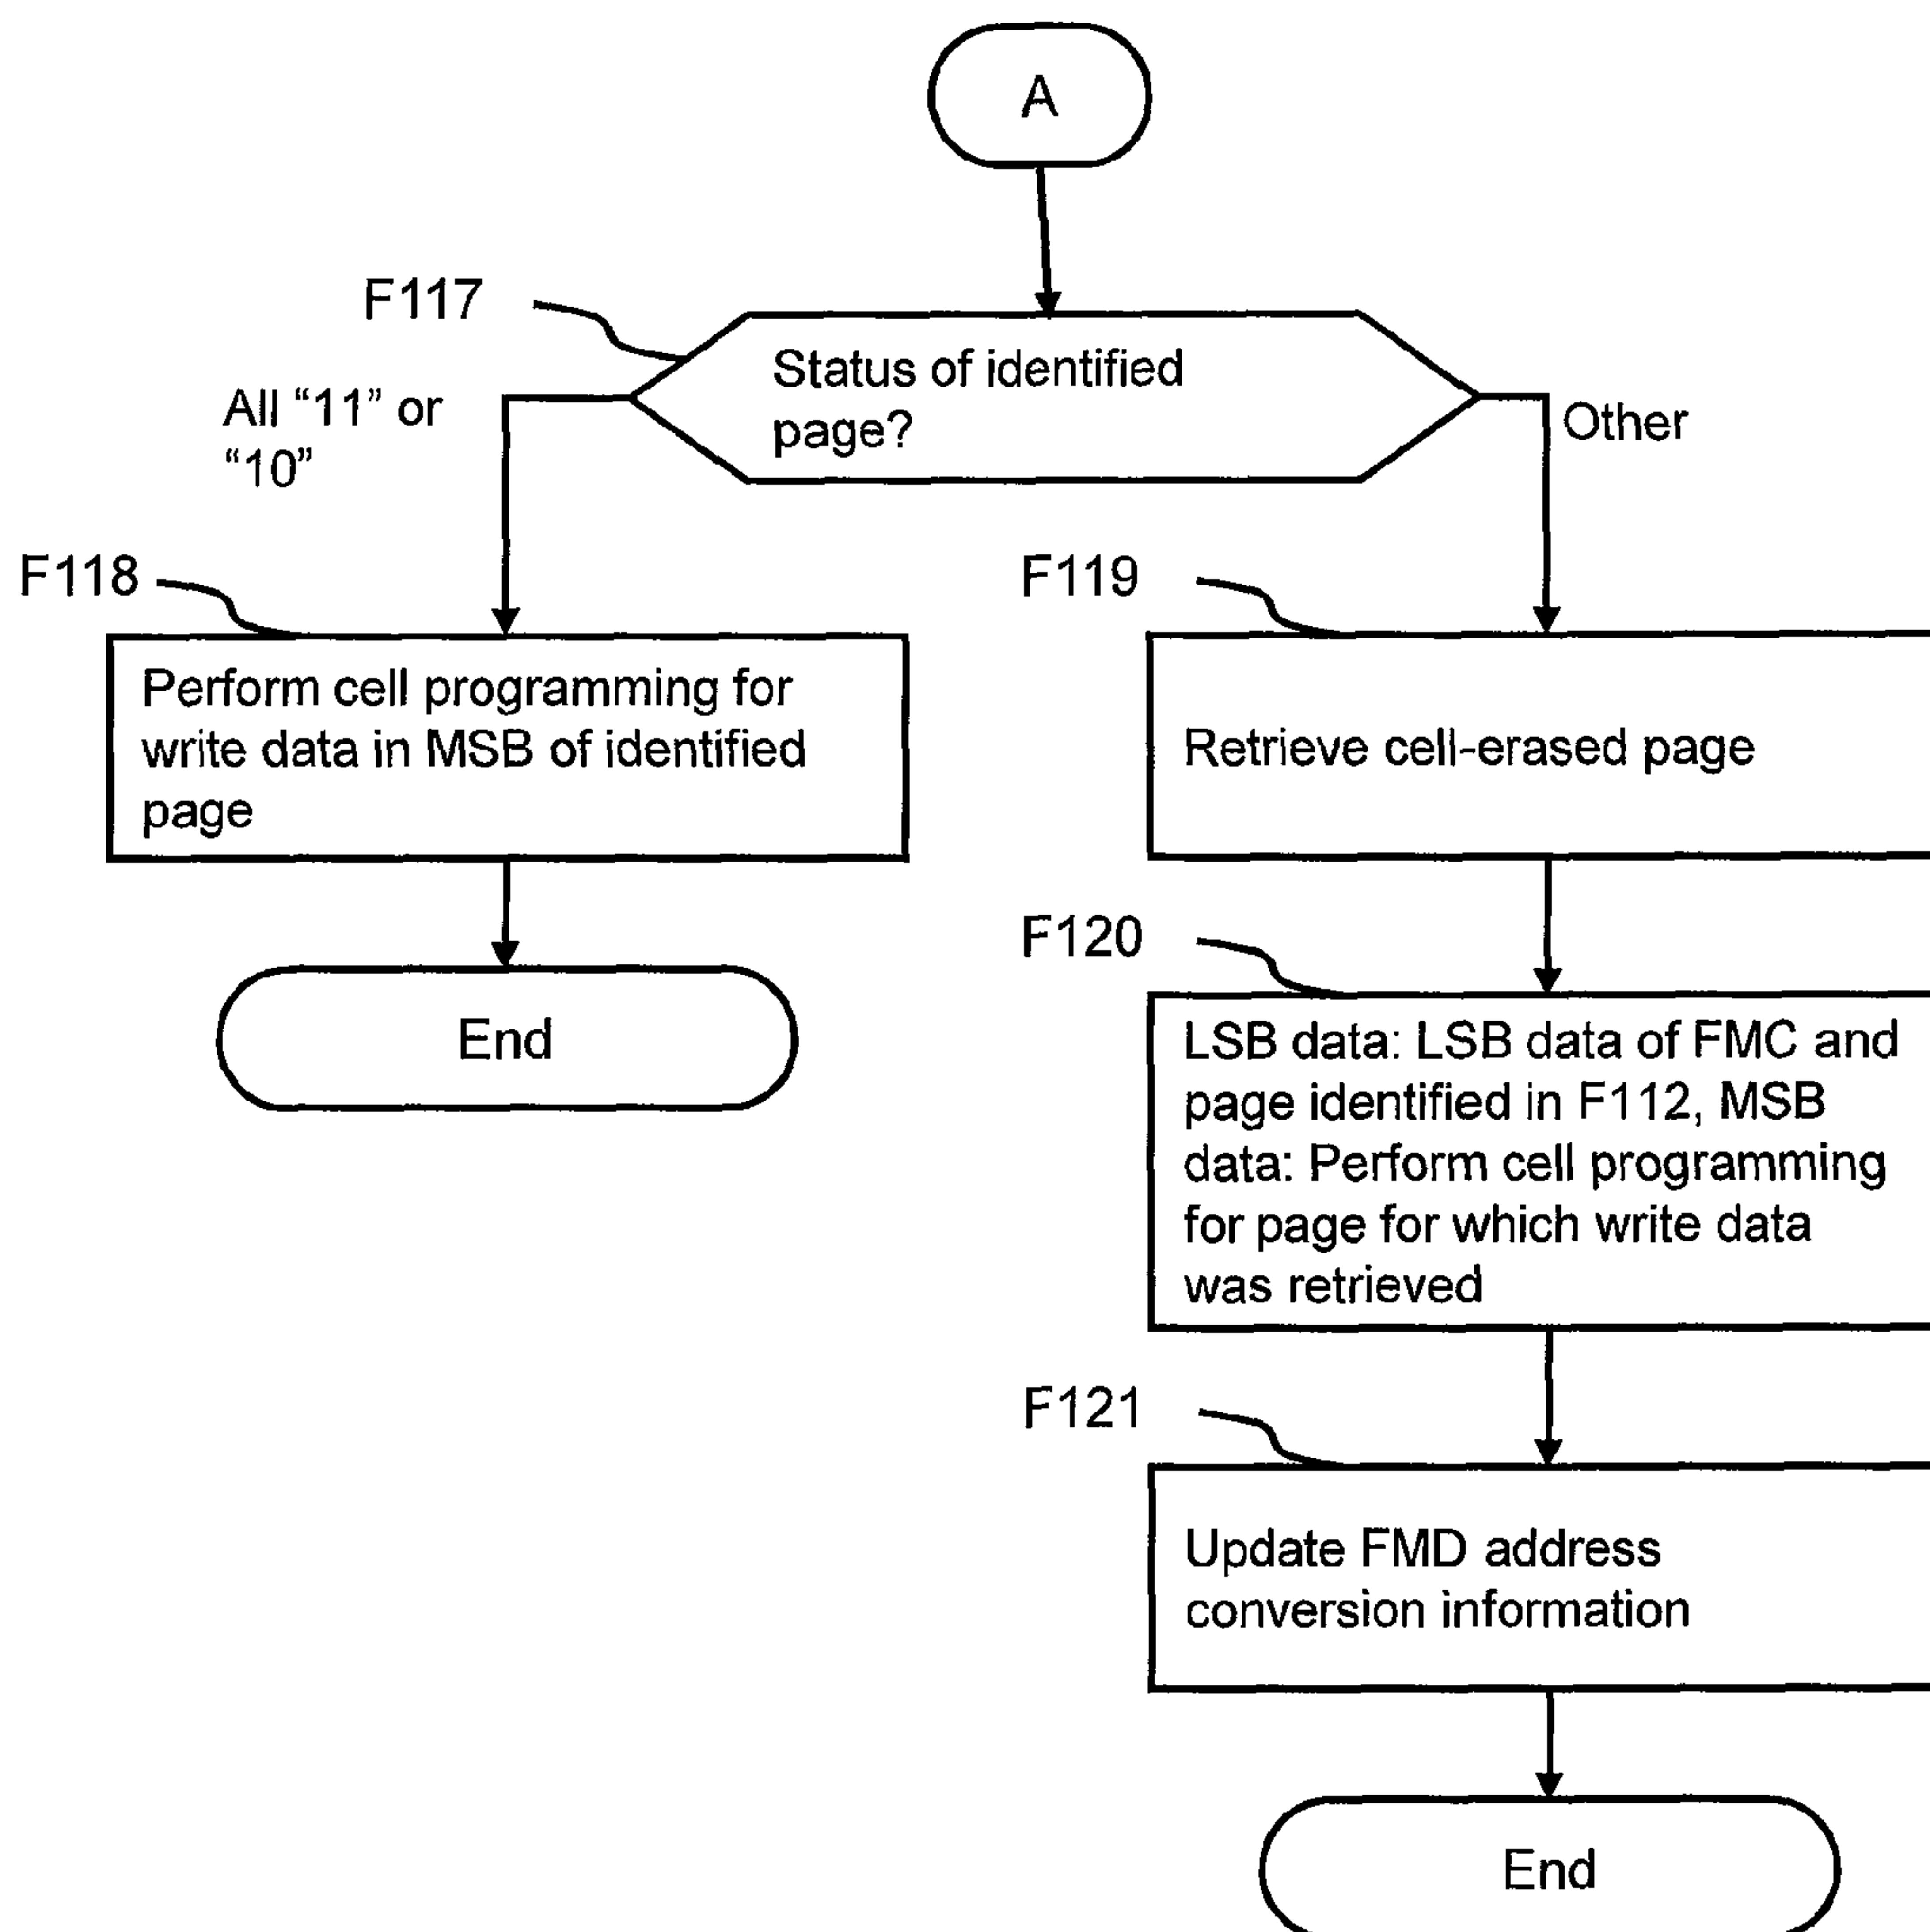 A
F117
Status of identified
page?
All “11” or
“10”
Other
F118
Perform cell programming for
write data in MSB of identified
page
End
F119
Retrieve cell-erased page
F120
LSB data: LSB data of FMC and
page identified in F112, MSB
data: Perform cell programming
for page for which write data
was retrieved
F121
Update FMD address
conversion information
End